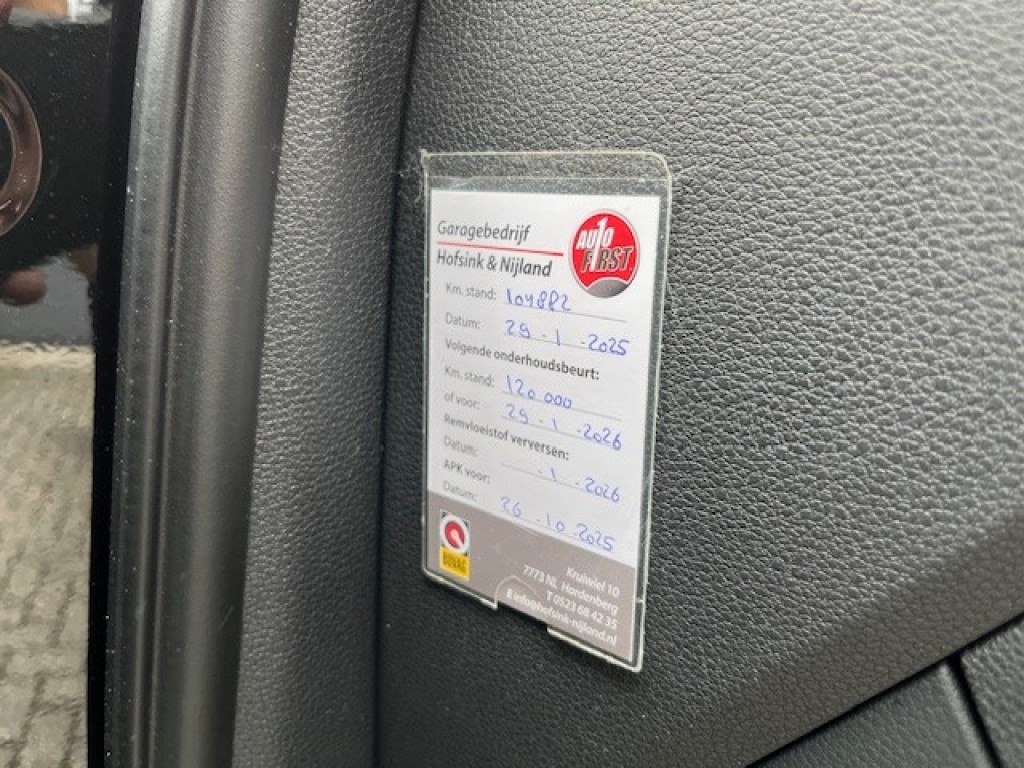 Garagebedrijf
Hofsink & Nijland
AUTO 1
FIRST
Km. stand: 104882
Datum: 29 - 1 - 2025
Volgende onderhoudsbeurt:
Km. stand: 120 000
of voor: 29 - 1 - 2026
Remvloeistof verversen:
Datum: - 1 - 2026
APK voor:
Datum: 26 - 10 - 2025
BOVAG
Kruiwiel 10
7773 NL Hardenberg
T 0523 68 42 35
E info@hofsink-nijland.nl